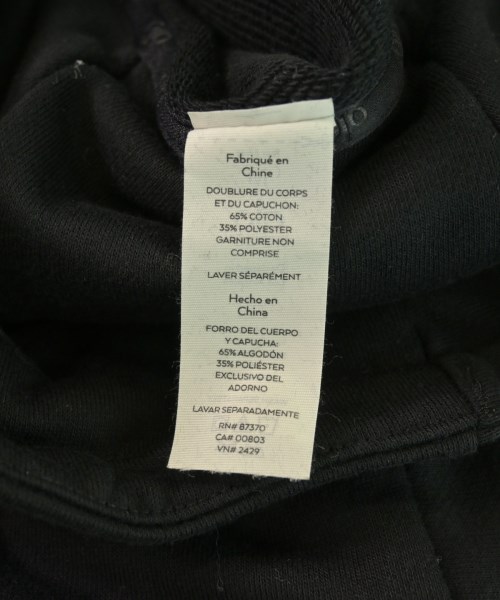 Fabriqué en
Chine
DOUBLURE DU CORPS
ET DU CAPUCHON:
65% COTON
35% POLYESTER
GARNITURE NON
COMPRISE
LAVER SÉPARÉMENT
Hecho en
China
FORRO DEL CUERPO
Y CAPUCHA:
65% ALGODÓN
35% POLIÉSTER
EXCLUSIVO DEL
ADORNO
LAVAR SEPARADAMENTE
RN# 87370
CA# 00803
VN# 2429